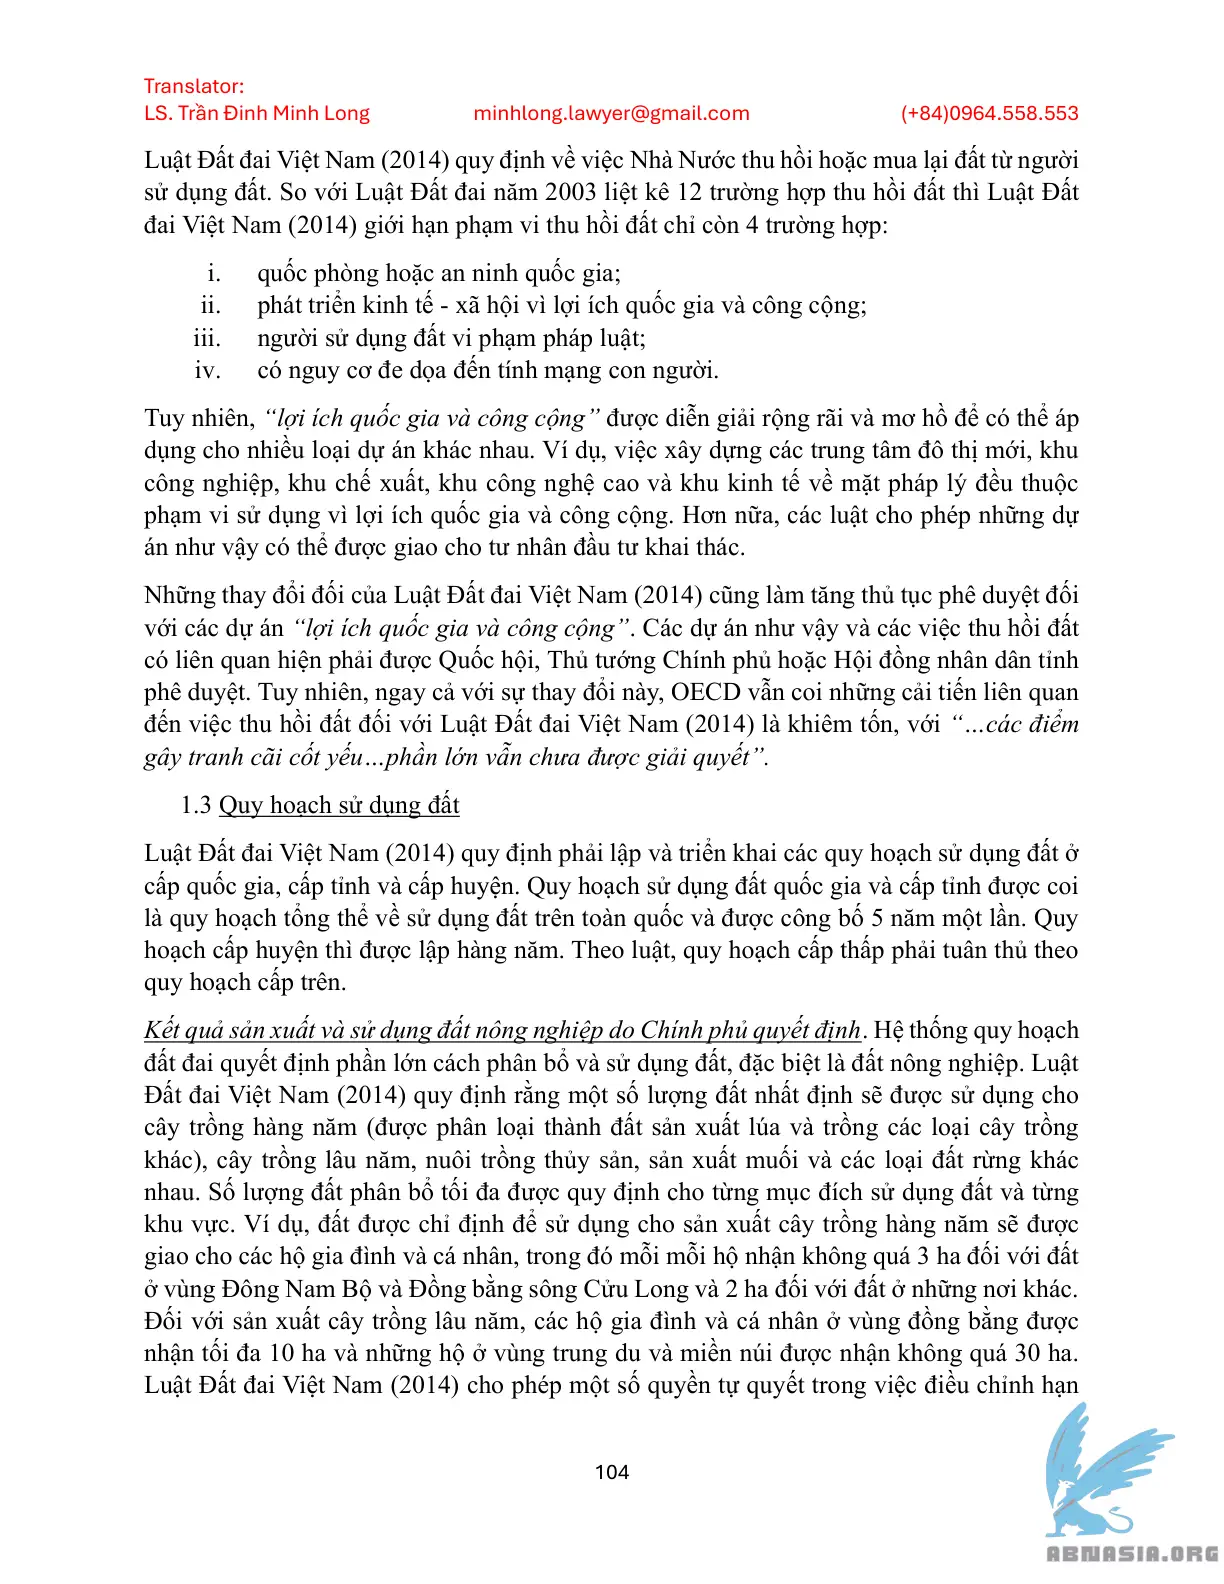 Translator:
LS. Trần Đình Minh Long minhlong.lawyer@gmail.com (+84)0964.558.553
Luật Đất đai Việt Nam (2014) quy định về việc Nhà Nước thu hồi hoặc mua lại đất từ người
sử dụng đất. So với Luật Đất đai năm 2003 liệt kê 12 trường hợp thu hồi đất thì Luật Đất
đai Việt Nam (2014) giới hạn phạm vi thu hồi đất chỉ còn 4 trường hợp:
i. quốc phòng hoặc an ninh quốc gia;
ii. phát triển kinh tế - xã hội vì lợi ích quốc gia và công cộng;
iii. người sử dụng đất vi phạm pháp luật;
iv. có nguy cơ đe dọa đến tính mạng con người.
Tuy nhiên, “lợi ích quốc gia và công cộng” được diễn giải rộng rãi và mơ hồ để có thể áp
dụng cho nhiều loại dự án khác nhau. Ví dụ, việc xây dựng các trung tâm đô thị mới, khu
công nghiệp, khu chế xuất, khu công nghệ cao và khu kinh tế về mặt pháp lý đều thuộc
phạm vi sử dụng vì lợi ích quốc gia và công cộng. Hơn nữa, các luật cho phép những dự
án như vậy có thể được giao cho tư nhân đầu tư khai thác.
Những thay đổi đối của Luật Đất đai Việt Nam (2014) cũng làm tăng thủ tục phê duyệt đối
với các dự án “lợi ích quốc gia và công cộng”. Các dự án như vậy và các việc thu hồi đất
có liên quan hiện phải được Quốc hội, Thủ tướng Chính phủ hoặc Hội đồng nhân dân tỉnh
phê duyệt. Tuy nhiên, ngay cả với sự thay đổi này, OECD vẫn coi những cải tiến liên quan
đến việc thu hồi đất đối với Luật Đất đai Việt Nam (2014) là khiêm tốn, với “…các điểm
gây tranh cãi cốt yếu…phần lớn vẫn chưa được giải quyết”.
1.3 Quy hoạch sử dụng đất
Luật Đất đai Việt Nam (2014) quy định phải lập và triển khai các quy hoạch sử dụng đất ở
cấp quốc gia, cấp tỉnh và cấp huyện. Quy hoạch sử dụng đất quốc gia và cấp tỉnh được coi
là quy hoạch tổng thể về sử dụng đất trên toàn quốc và được công bố 5 năm một lần. Quy
hoạch cấp huyện thì được lập hàng năm. Theo luật, quy hoạch cấp thấp phải tuân thủ theo
quy hoạch cấp trên.
Kết quả sản xuất và sử dụng đất nông nghiệp do Chính phủ quyết định. Hệ thống quy hoạch
đất đai quyết định phần lớn cách phân bổ và sử dụng đất, đặc biệt là đất nông nghiệp. Luật
Đất đai Việt Nam (2014) quy định rằng một số lượng đất nhất định sẽ được sử dụng cho
cây trồng hàng năm (được phân loại thành đất sản xuất lúa và trồng các loại cây trồng
khác), cây trồng lâu năm, nuôi trồng thủy sản, sản xuất muối và các loại đất rừng khác
nhau. Số lượng đất phân bổ tối đa được quy định cho từng mục đích sử dụng đất và từng
khu vực. Ví dụ, đất được chỉ định để sử dụng cho sản xuất cây trồng hàng năm sẽ được
giao cho các hộ gia đình và cá nhân, trong đó mỗi mỗi hộ nhận không quá 3 ha đối với đất
ở vùng Đông Nam Bộ và Đồng bằng sông Cửu Long và 2 ha đối với đất ở những nơi khác.
Đối với sản xuất cây trồng lâu năm, các hộ gia đình và cá nhân ở vùng đồng bằng được
nhận tối đa 10 ha và những hộ ở vùng trung du và miền núi được nhận không quá 30 ha.
Luật Đất đai Việt Nam (2014) cho phép một số quyền tự quyết trong việc điều chỉnh hạn
104
ABNASIA.ORG